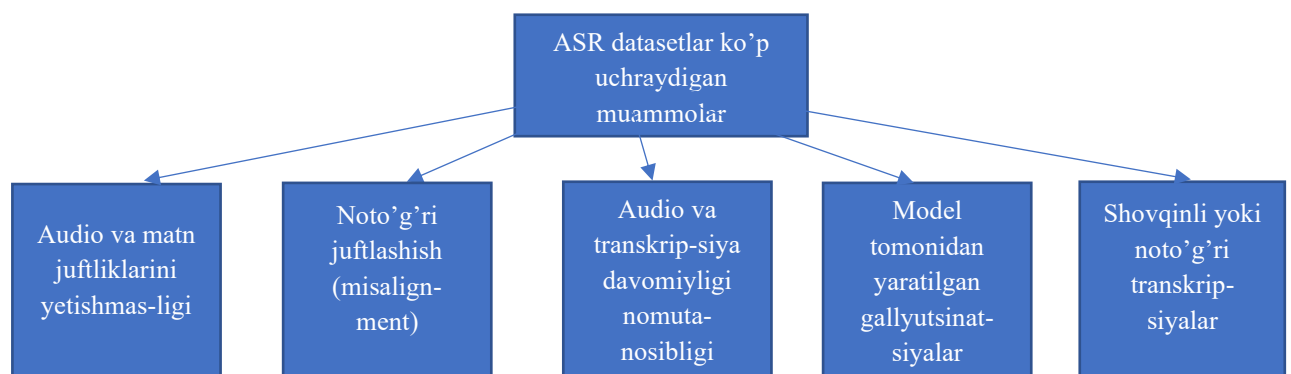 ASR datasetlar ko’p
uchraydigan
muammolar
Audio va matn
juftliklarini
yetishmas-ligi
Noto’g’ri
juftlashish
(misalign-
ment)
Audio va
transkrip-siya
davomiyligi
nomuta-
nosibligi
Model
tomonidan
yaratilgan
gallyutsinat-
siyalar
Shovqinli yoki
noto’g’ri
transkrip-
siyalar